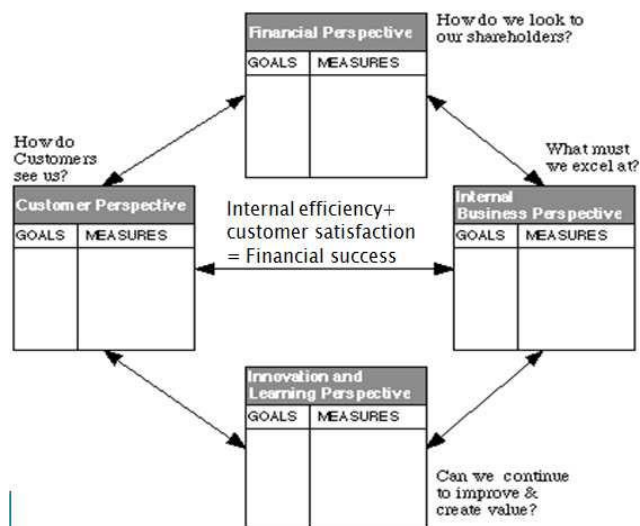 How do we look to
our shareholders?
Financial Perspective
GOALS MEASURES
How do
Customers
see us?
What must
we excel at?
Customer Perspective
GOALS MEASURES
Internal efficiency+
customer satisfaction
= Financial success
Internal
Business Perspective
GOALS MEASURES
Innovation and
Learning Perspective
GOALS MEASURES
Can we continue
to improve &
create value?